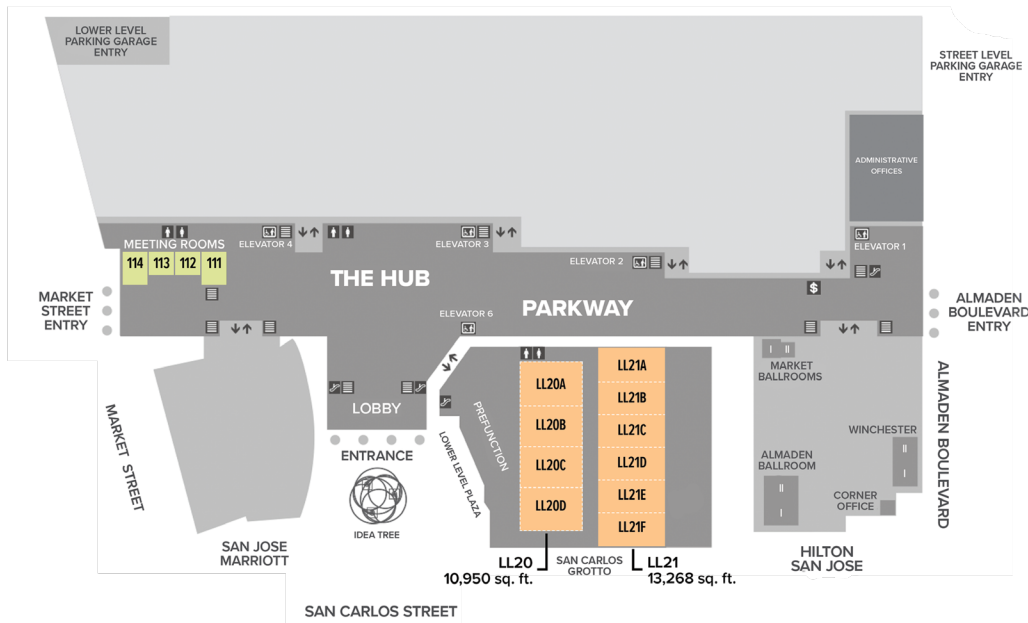 LOWER LEVEL
PARKING GARAGE
ENTRY
STREET LEVEL
PARKING GARAGE
ENTRY
ADMINISTRATIVE
OFFICES
MEETING ROOMS
114
113
112
111
ELEVATOR 4
ELEVATOR 3
ELEVATOR 2
ELEVATOR 1
THE HUB
$
MARKET
STREET
ENTRY
PARKWAY
ALMADEN
BOULEVARD
ENTRY
ELEVATOR 6
LL20A
LL20B
LL20C
LL20D
LL21A
LL21B
LL21C
LL21D
LL21E
LL21F
I II
MARKET
BALLROOMS
LOBBY
PREFUNCTION
LOWER LEVEL PLAZA
MARKET STREET
ALMADEN BOULEVARD
WINCHESTER
II
I
ENTRANCE
ALMADEN
BALLROOM
II
I
CORNER
OFFICE
IDEA TREE
SAN JOSE
MARRIOTT
LL20
10,950 sq. ft.
SAN CARLOS
GROTTO
LL21
13,268 sq. ft.
HILTON
SAN JOSE
SAN CARLOS STREET